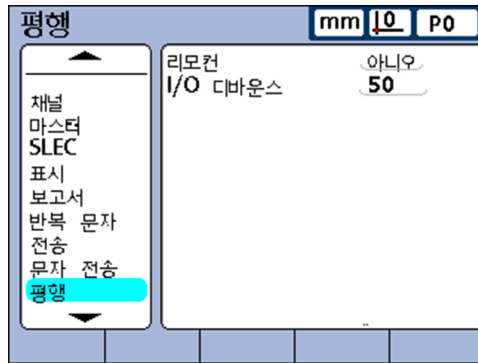 평행
mm 0 P0
채널
마스터
SLEC
표시
보고서
반복 문자
전송
문자 전송
평행
리모컨 아니오
I/O 디바운스 50